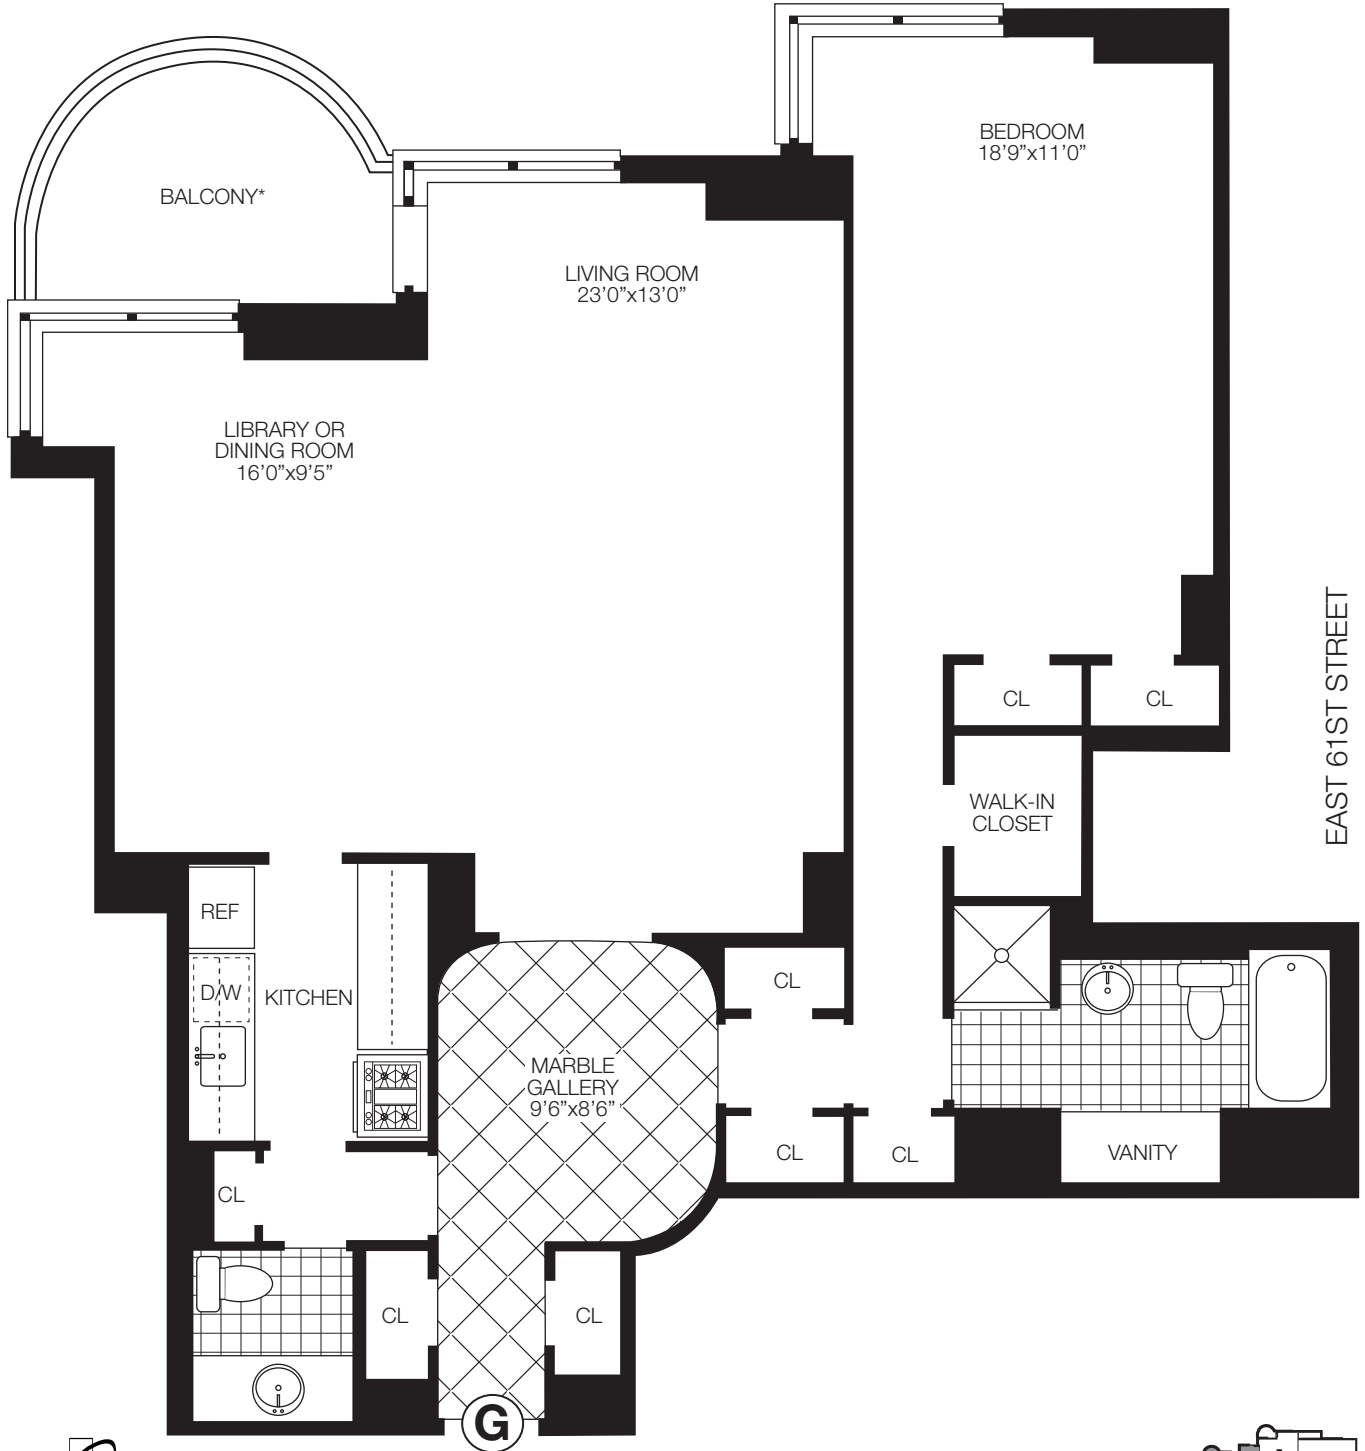 BEDROOM
18’9”x11’0”
BALCONY*
LIVING ROOM
23’0”x13’0”
LIBRARY OR
DINING ROOM
16’0”x9’5”
EAST 61ST STREET
CL
CL
WALK-IN
CLOSET
REF
D/W
KITCHEN
CL
MARBLE
GALLERY
9’6”x8’6”
CL
CL
VANITY
CL
CL
CL
G